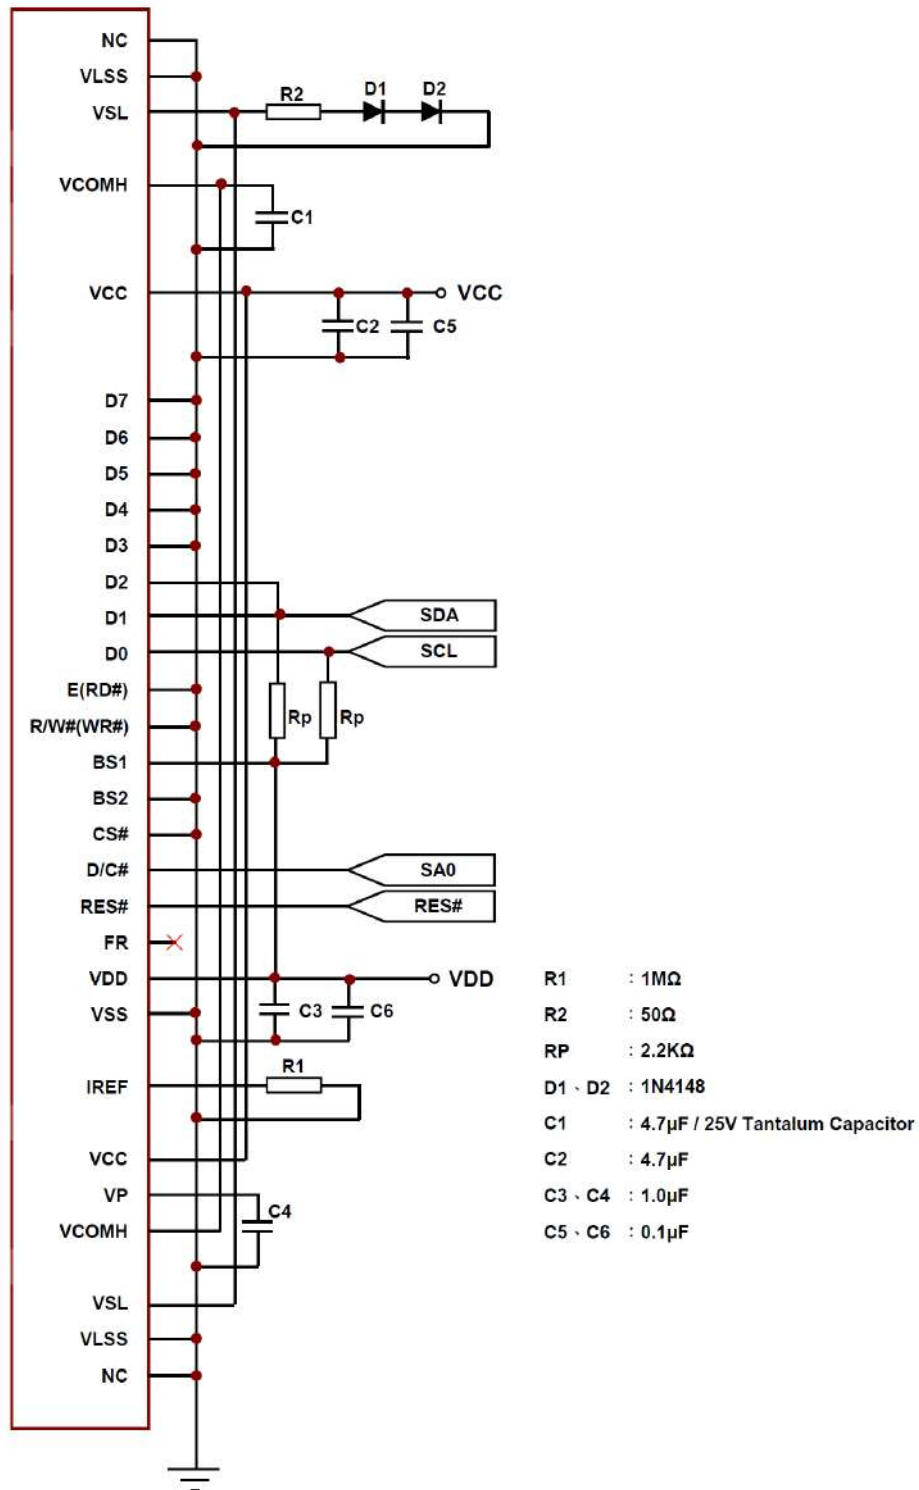 NC
VLSS
VSL
R2
D1
D2
VCOMH
C1
VCC
VCC
C2
C5
D7
D6
D5
D4
D3
D2
D1
SDA
D0
SCL
E(RD#)
R/W#(WR#)
Rp
Rp
BS1
BS2
CS#
D/C#
SA0
RES#
RES#
FR
VDD
VDD
VSS
C3
C6
IREF
R1
VCC
VP
C4
VCOMH
VSL
VLSS
NC
R1 : 1MΩ
R2 : 50Ω
RP : 2.2KΩ
D1、D2 : 1N4148
C1 : 4.7µF / 25V Tantalum Capacitor
C2 : 4.7µF
C3、C4 : 1.0µF
C5、C6 : 0.1µF